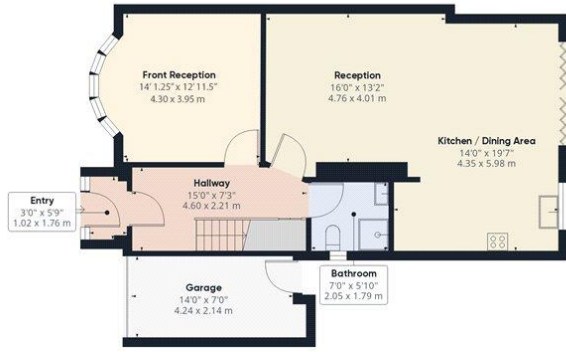 Front Reception
14' 1.25" x 12'11.5"
4.30 x 3.95 m
Reception
16'0" x 13'2"
4.76 x 4.01 m
Kitchen / Dining Area
14'0" x 19'7"
4.35 x 5.98 m
Hallway
15'0" x 7'3"
4.60 x 2.21 m
Entry
3'0" x 5'9"
1.02 x 1.76 m
Bathroom
7'0" x 5'10"
2.05 x 1.79 m
Garage
14'0" x 7'0"
4.24 x 2.14 m